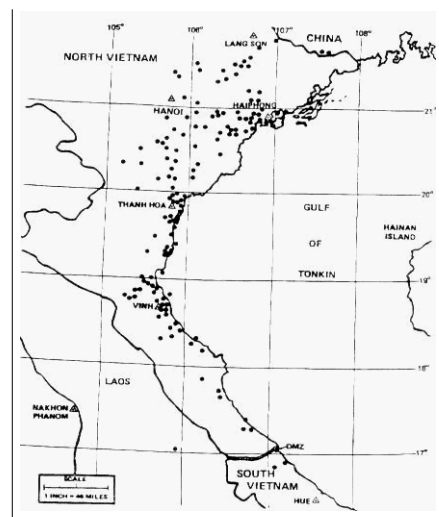 105°
106°
107°
108°
LANG SON
CHINA
NORTH VIETNAM
HANOI
HAIPHONG
21°
THANH HOA
20°
GULF
OF
TONKIN
HAINAN
ISLAND
19°
VINH
18°
LAOS
NAKHON
PHANOM
DMZ
17°
SOUTH
VIETNAM
HUE
SCALE
1 INCH = 46 MILES